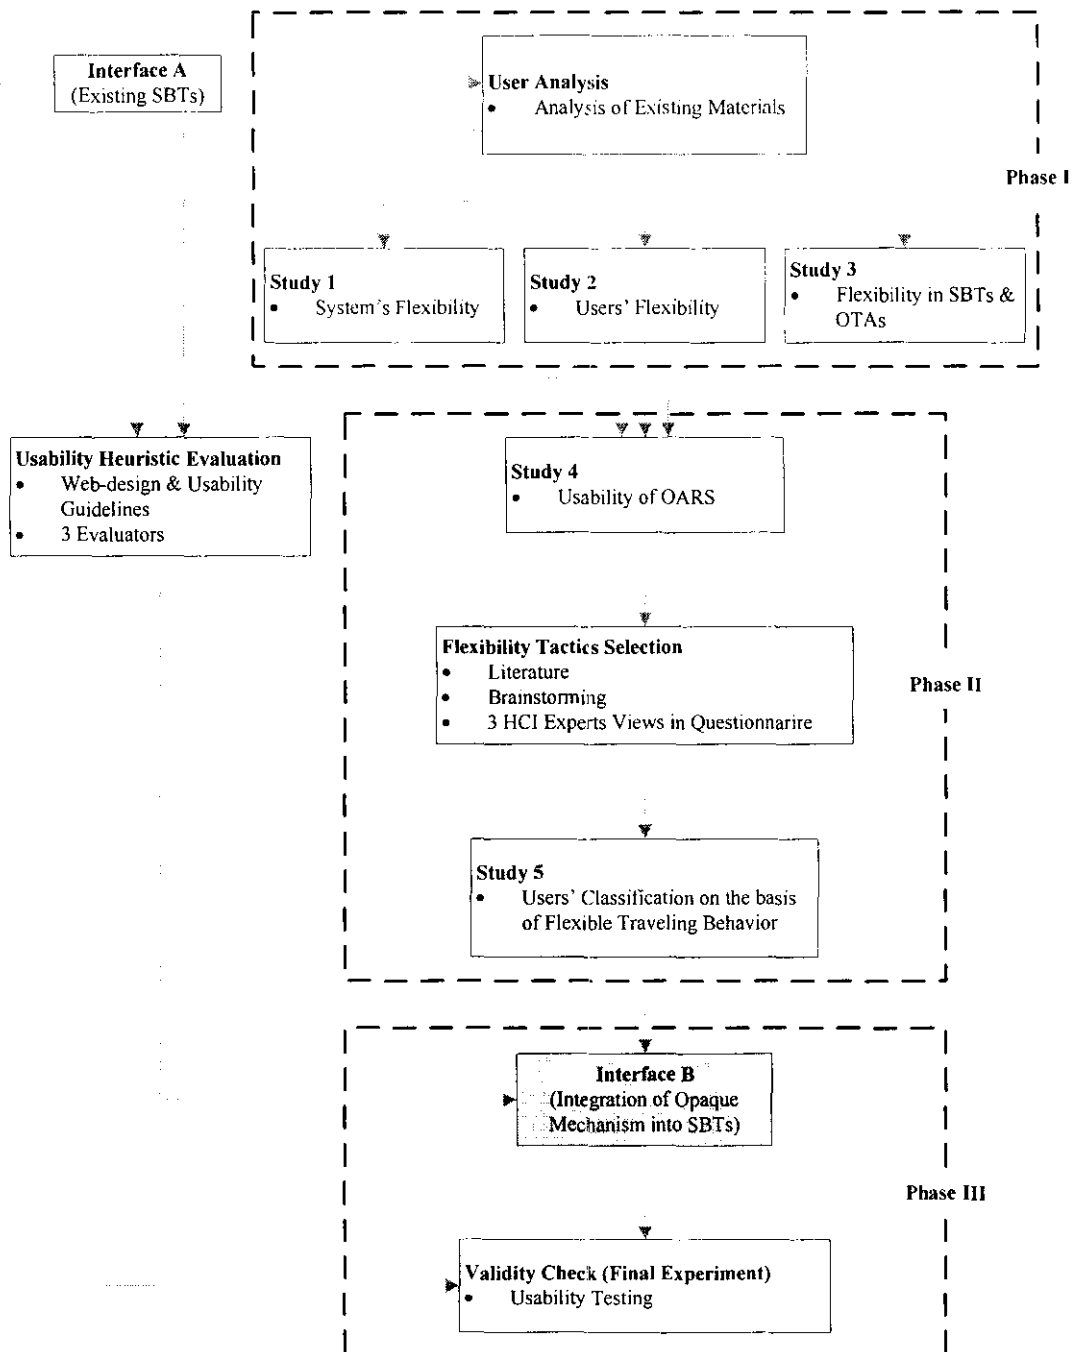 Interface A
(Existing SBTs)
User Analysis
• Analysis of Existing Materials
Phase I
Study 1
• System's Flexibility
Study 2
• Users' Flexibility
Study 3
• Flexibility in SBTs &
OTAs
Usability Heuristic Evaluation
• Web-design & Usability
Guidelines
• 3 Evaluators
Study 4
• Usability of OARS
Flexibility Tactics Selection
• Literature
• Brainstorming
• 3 HCI Experts Views in Questionnarire
Phase II
Study 5
• Users' Classification on the basis
of Flexible Traveling Behavior
Interface B
(Integration of Opaque
Mechanism into SBTs)
Phase III
Validity Check (Final Experiment)
• Usability Testing